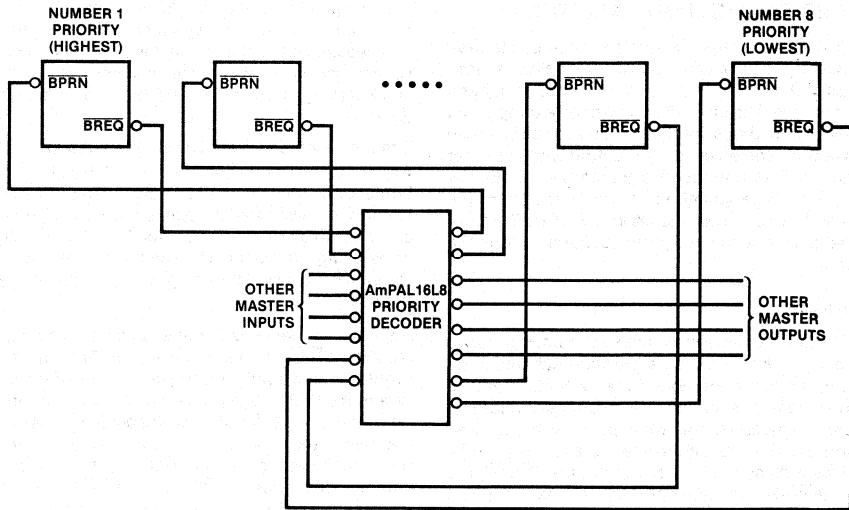 NUMBER 1
PRIORITY
(HIGHEST)
NUMBER 8
PRIORITY
(LOWEST)
BPRN
BREQ
BPRN
BREQ
BPRN
BREQ
BPRN
BREQ
OTHER
MASTER
INPUTS
AmPAL16L8
PRIORITY
DECODER
OTHER
MASTER
OUTPUTS